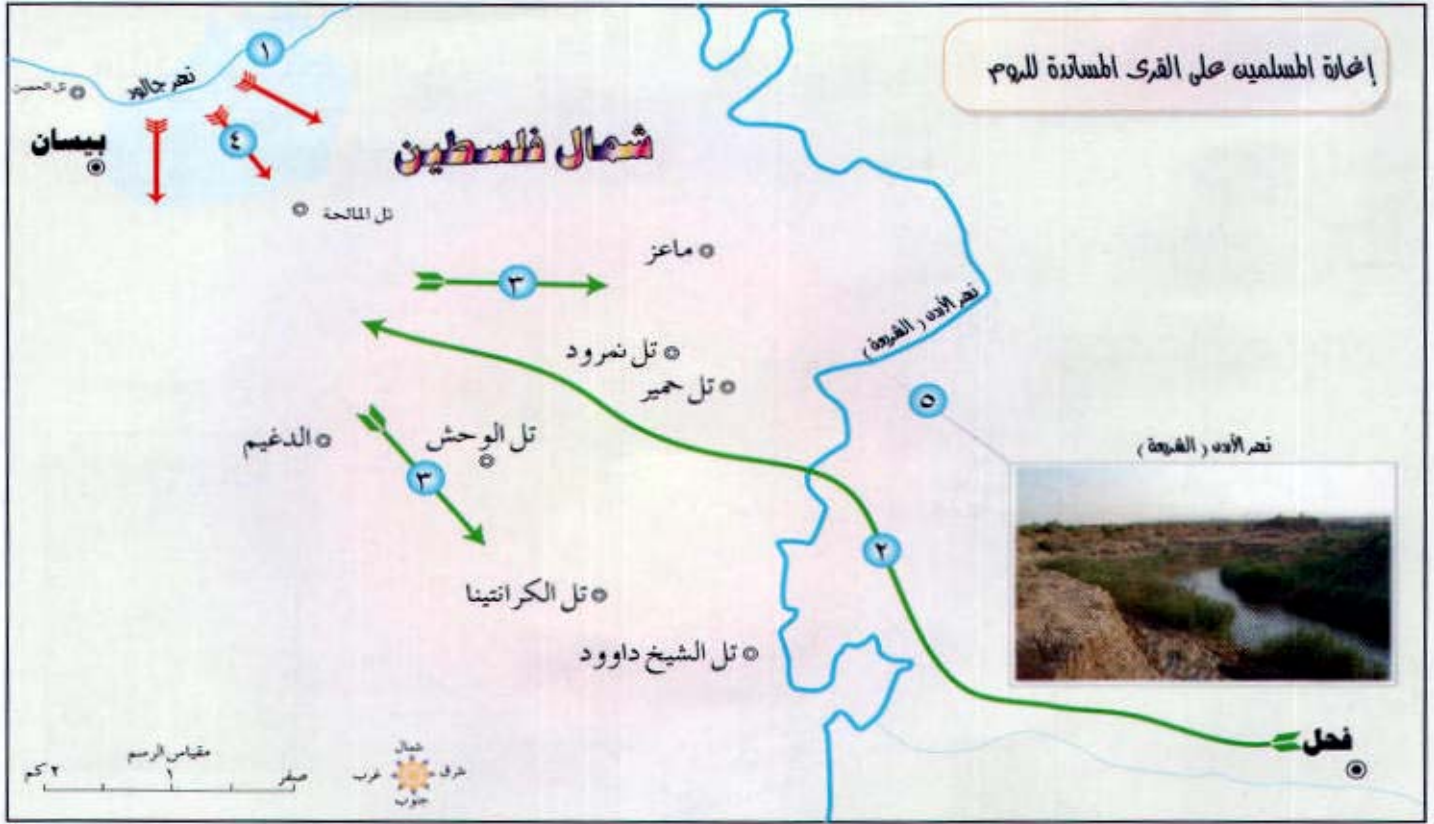 إغارة المسلمين على القرى المساندة للروم
١
نهر جالود
تل الحصن
بيسان
٤
شمال فلسطين
تل المالحة
ماعز
٣
نهر الأردن ( الشريعة )
تل نمرود
تل حمير
٥
الدغيم
تل الوحش
٣
نهر الأردن ( الشريعة )
٢
تل الكرانتينا
تل الشيخ داوود
فحل
مقياس الرسم
صفر ١ ٢ كم
شمال
شرق
غرب
جنوب